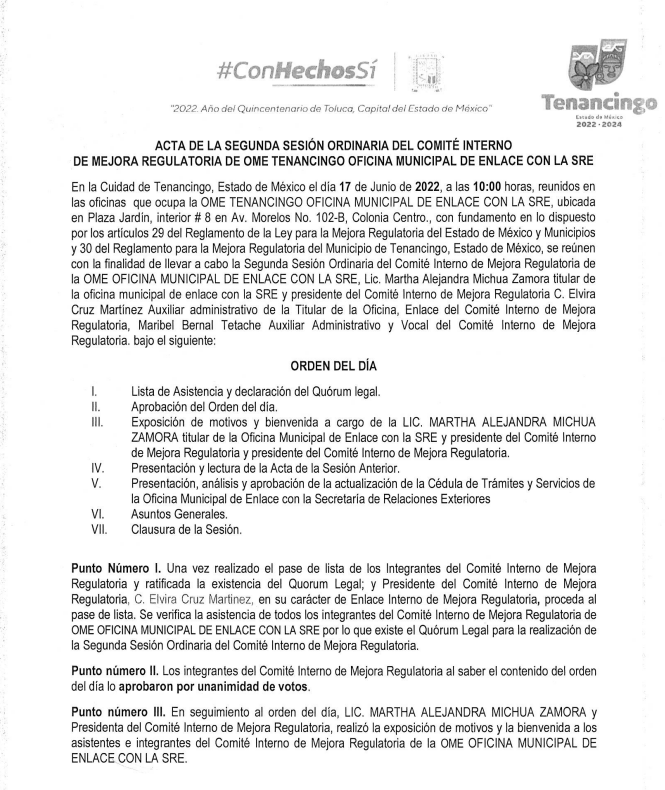 #ConHechosSí
"2022. Año del Quincentenario de Toluca, Capital del Estado de México"
Tenancingo
Estado de México
2022 - 2024
ACTA DE LA SEGUNDA SESIÓN ORDINARIA DEL COMITÉ INTERNO
DE MEJORA REGULATORIA DE OME TENANCINGO OFICINA MUNICIPAL DE ENLACE CON LA SRE
En la Cuidad de Tenancingo, Estado de México el día 17 de Junio de 2022, a las 10:00 horas, reunidos en
las oficinas que ocupa la OME TENANCINGO OFICINA MUNICIPAL DE ENLACE CON LA SRE, ubicada
en Plaza Jardín, interior # 8 en Av. Morelos No. 102-B, Colonia Centro., con fundamento en lo dispuesto
por los artículos 29 del Reglamento de la Ley para la Mejora Regulatoria del Estado de México y Municipios
y 30 del Reglamento para la Mejora Regulatoria del Municipio de Tenancingo, Estado de México, se reúnen
con la finalidad de llevar a cabo la Segunda Sesión Ordinaria del Comité Interno de Mejora Regulatoria de
la OME OFICINA MUNICIPAL DE ENLACE CON LA SRE, Lic. Martha Alejandra Michua Zamora titular de
la oficina municipal de enlace con la SRE y presidente del Comité Interno de Mejora Regulatoria C. Elvira
Cruz Martínez Auxiliar administrativo de la Titular de la Oficina, Enlace del Comité Interno de Mejora
Regulatoria, Maribel Bernal Tetache Auxiliar Administrativo y Vocal del Comité Interno de Mejora
Regulatoria. bajo el siguiente:
ORDEN DEL DÍA
I. Lista de Asistencia y declaración del Quórum legal.
II. Aprobación del Orden del día.
III. Exposición de motivos y bienvenida a cargo de la LIC. MARTHA ALEJANDRA MICHUA
ZAMORA titular de la Oficina Municipal de Enlace con la SRE y presidente del Comité Interno
de Mejora Regulatoria y presidente del Comité Interno de Mejora Regulatoria.
IV. Presentación y lectura de la Acta de la Sesión Anterior.
V. Presentación, análisis y aprobación de la actualización de la Cédula de Trámites y Servicios de
la Oficina Municipal de Enlace con la Secretaría de Relaciones Exteriores
VI. Asuntos Generales.
VII. Clausura de la Sesión.
Punto Número I. Una vez realizado el pase de lista de los Integrantes del Comité Interno de Mejora
Regulatoria y ratificada la existencia del Quorum Legal; y Presidente del Comité Interno de Mejora
Regulatoria, C. Elvira Cruz Martinez, en su carácter de Enlace Interno de Mejora Regulatoria, proceda al
pase de lista. Se verifica la asistencia de todos los integrantes del Comité Interno de Mejora Regulatoria de
OME OFICINA MUNICIPAL DE ENLACE CON LA SRE por lo que existe el Quórum Legal para la realización de
la Segunda Sesión Ordinaria del Comité Interno de Mejora Regulatoria.
Punto número II. Los integrantes del Comité Interno de Mejora Regulatoria al saber el contenido del orden
del día lo aprobaron por unanimidad de votos.
Punto número III. En seguimiento al orden del día, LIC. MARTHA ALEJANDRA MICHUA ZAMORA y
Presidenta del Comité Interno de Mejora Regulatoria, realizó la exposición de motivos y la bienvenida a los
asistentes e integrantes del Comité Interno de Mejora Regulatoria de la OME OFICINA MUNICIPAL DE
ENLACE CON LA SRE.